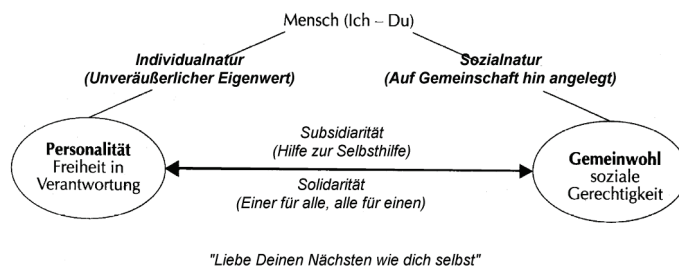 Mensch (Ich – Du)
Individualnatur
(Unveräußerlicher Eigenwert)
Sozialnatur
(Auf Gemeinschaft hin angelegt)
Personalität
Freiheit in
Verantwortung
Subsidiarität
(Hilfe zur Selbsthilfe)
Solidarität
(Einer für alle, alle für einen)
Gemeinwohl
soziale
Gerechtigkeit
"Liebe Deinen Nächsten wie dich selbst"